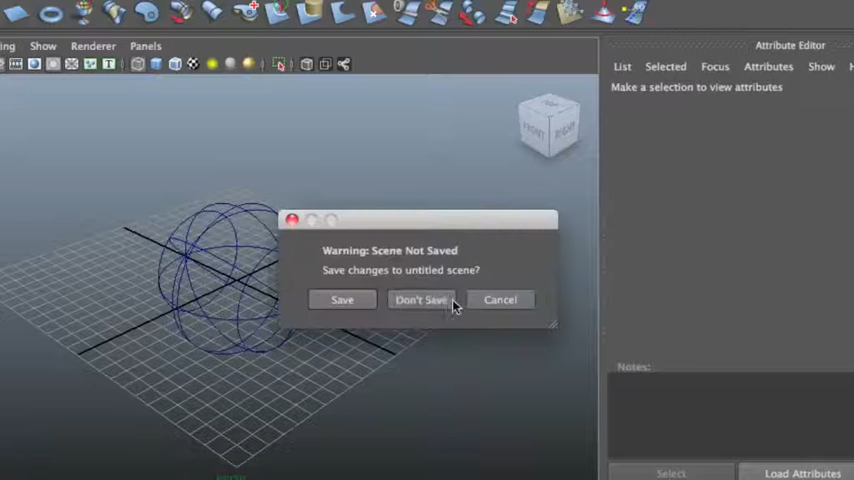 Show Renderer Panels
Attribute Editor
List Selected Focus Attributes Show
Make a selection to view attributes
T
FRONT RIGHT
Warning: Scene Not Saved
Save changes to untitled scene?
Save Don't Save Cancel
Notes:
Select Load Attributes